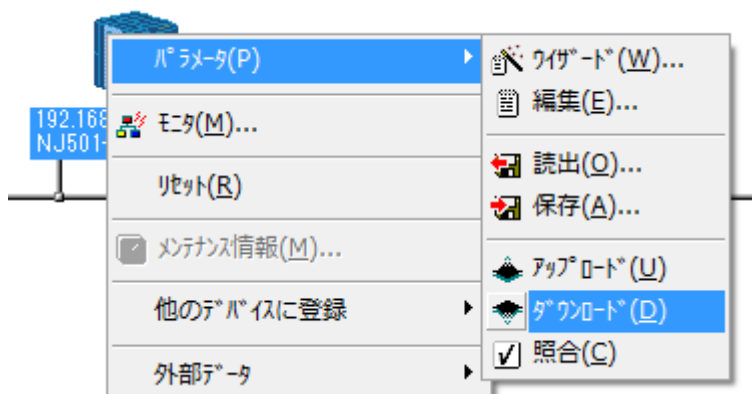 192.168
NJ501-
ﾊﾟﾗﾒｰﾀ(P)
ﾓﾆﾀ(M)...
ﾘｾｯﾄ(R)
ﾒﾝﾃﾅﾝｽ情報(M)...
他のﾃﾞﾊﾞｲｽに登録
外部ﾃﾞｰﾀ
ｳｲｻﾞｰﾄﾞ(W)...
編集(E)...
読出(O)...
保存(A)...
ｱｯﾌﾟﾛｰﾄﾞ(U)
ﾀﾞｳﾝﾛｰﾄﾞ(D)
照合(C)